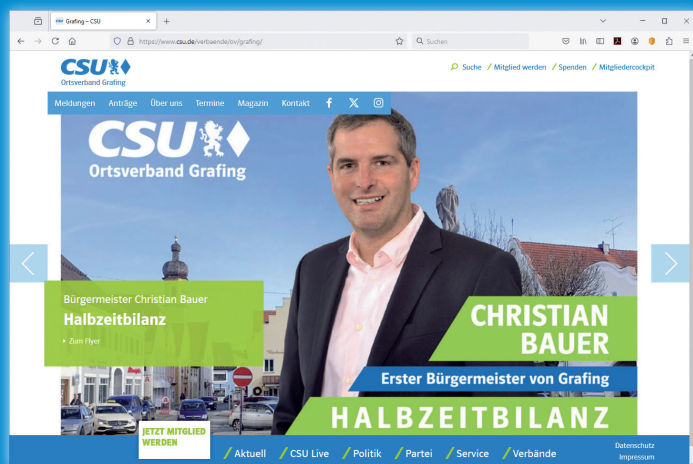 Grafing – CSU
https://www.csu.de/verbaende/ov/grafing/
Suchen
CSU
Ortsverband Grafing
Suche / Mitglied werden / Spenden / Mitgliedercockpit
Meldungen Anträge Über uns Termine Magazin Kontakt
CSU
Ortsverband Grafing
Bürgermeister Christian Bauer
Halbzeitbilanz
Zum Flyer
CHRISTIAN
BAUER
Erster Bürgermeister von Grafing
HALBZEITBILANZ
JETZT MITGLIED
WERDEN
/ Aktuell / CSU Live / Politik / Partei / Service / Verbände
Datenschutz
Impressum